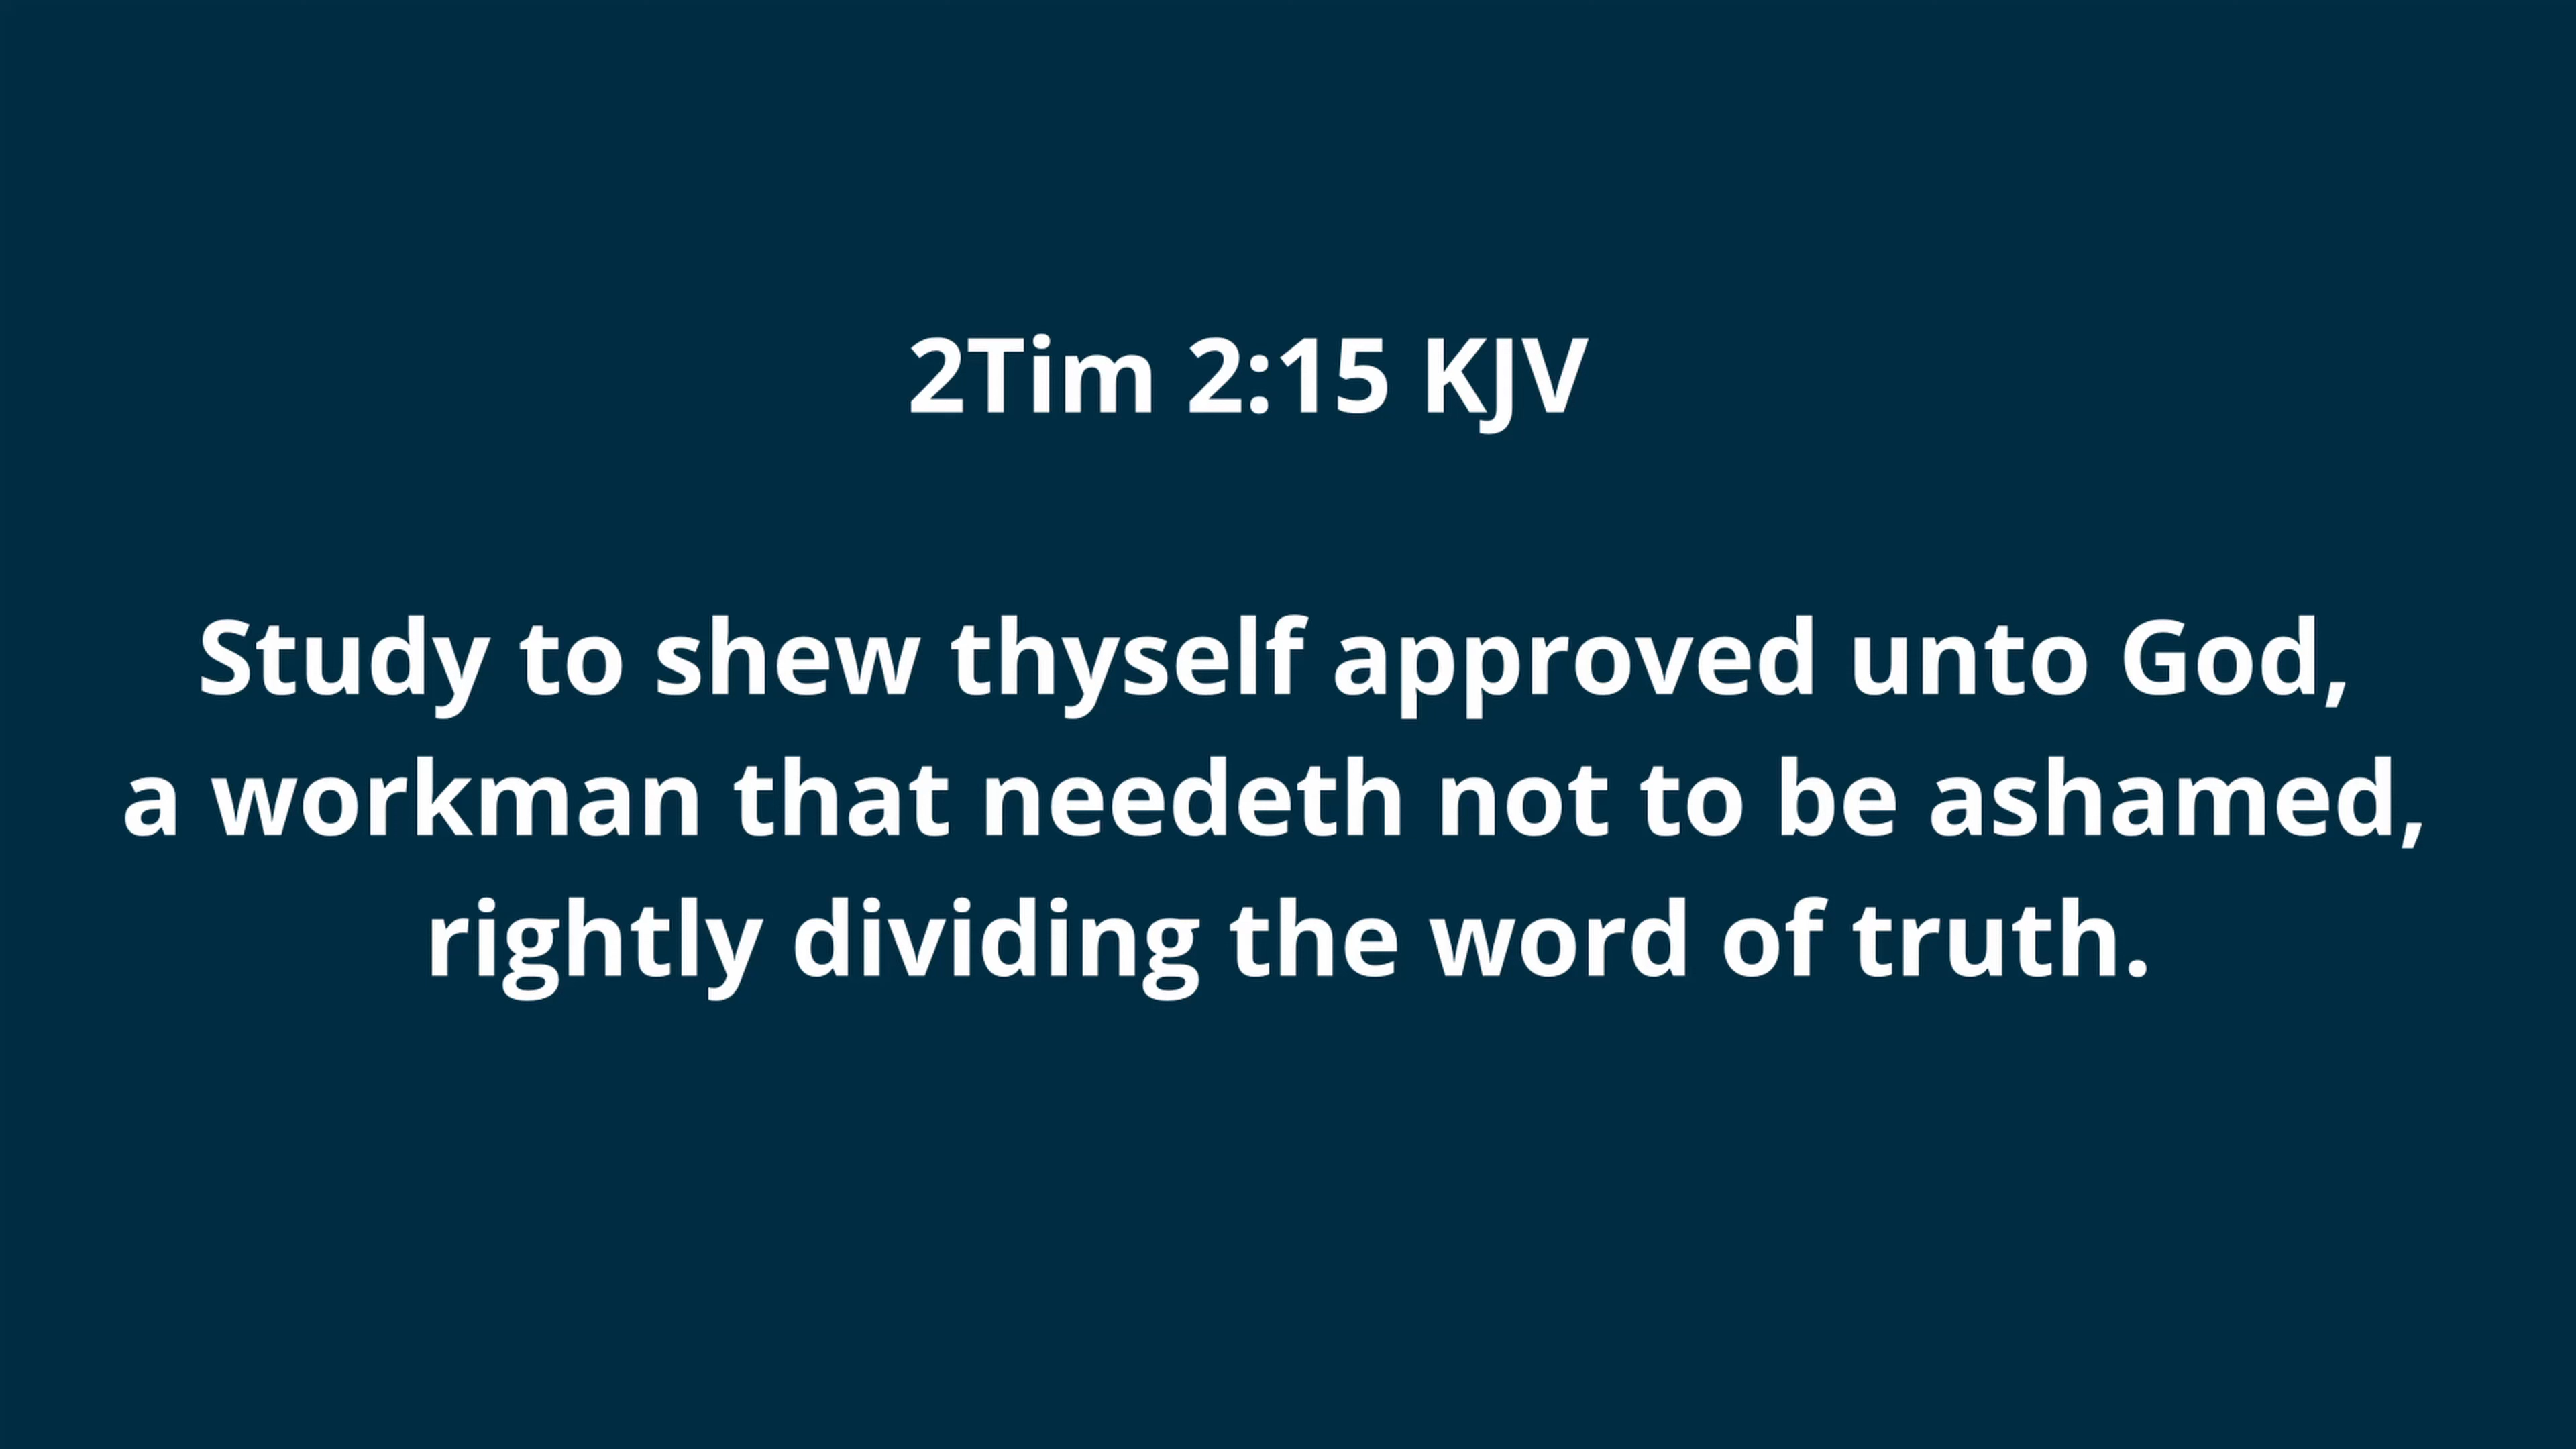 2Tim 2:15 KJV
Study to shew thyself approved unto God,
a workman that needeth not to be ashamed,
rightly dividing the word of truth.